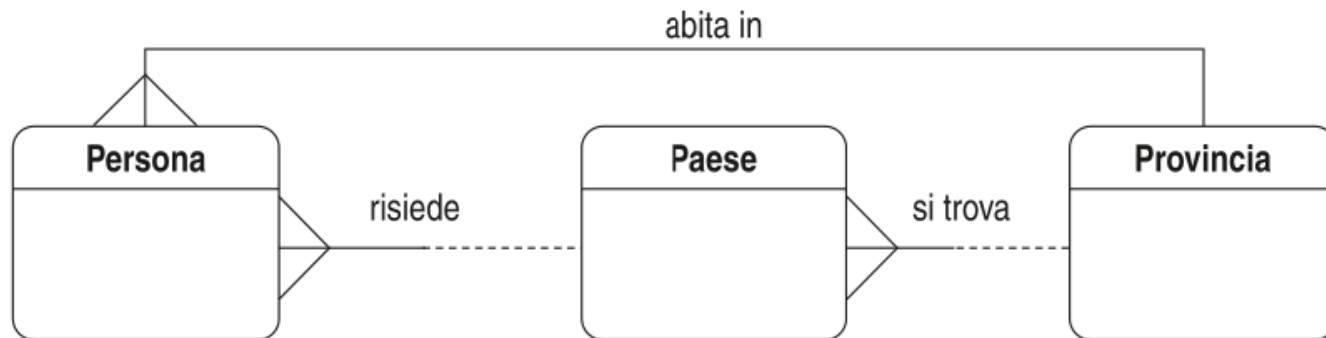 abita in
Persona
Paese
Provincia
risiede
si trova